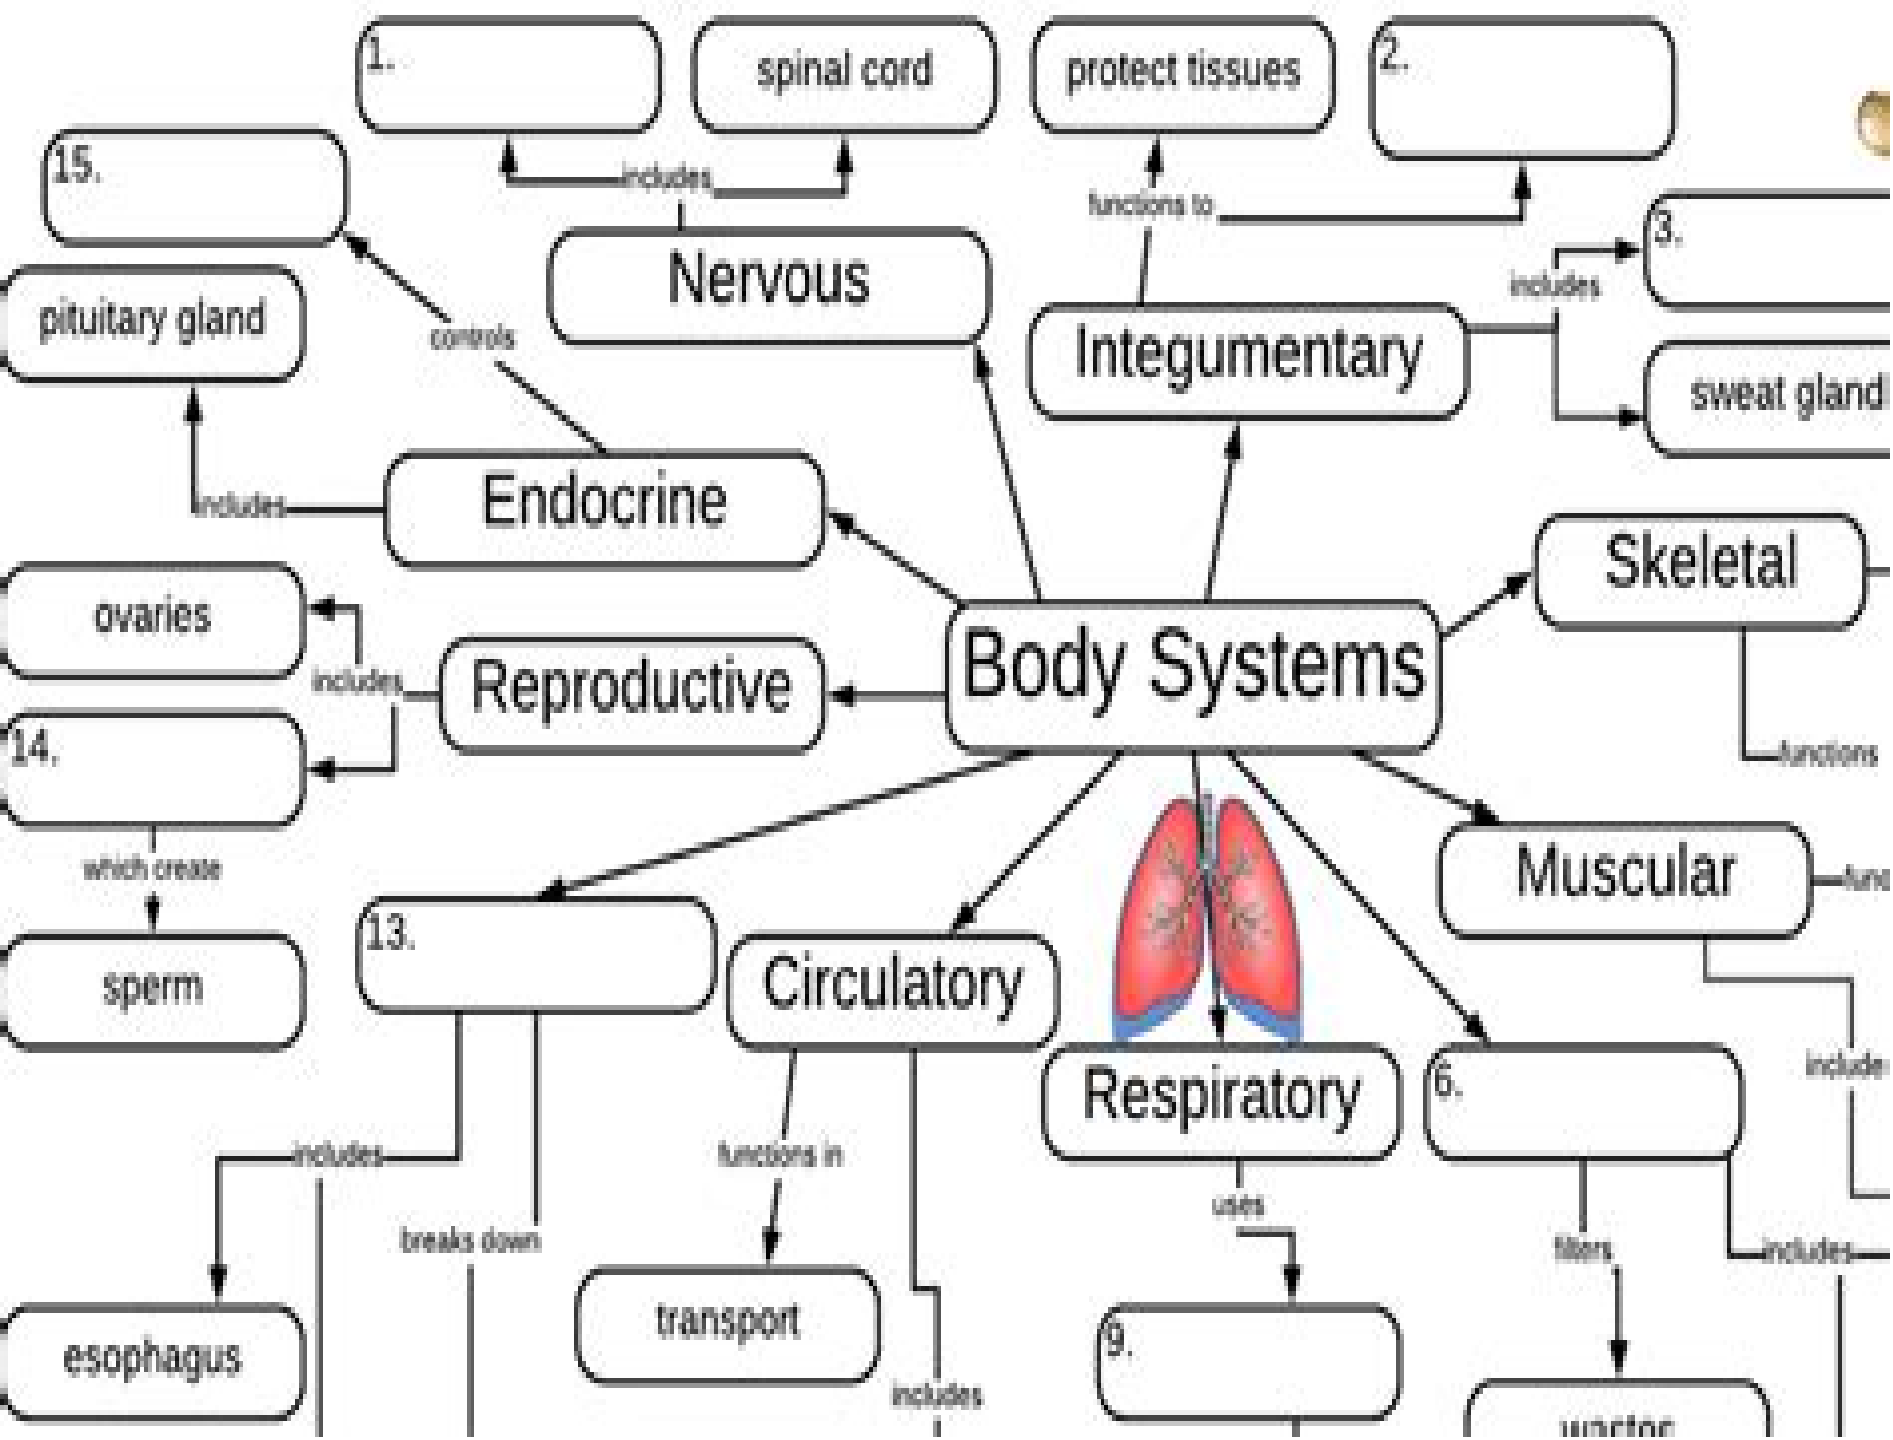 1.
spinal cord
protect tissues
2.
15.
includes
functions to
3.
Nervous
includes
pituitary gland
controls
Integumentary
sweat gland
Endocrine
includes
Skeletal
ovaries
Body Systems
includes
Reproductive
14.
functions
which create
Muscular
func
13.
sperm
Circulatory
Respiratory
6.
include
includes
functions in
uses
breaks down
filters
includes
transport
9.
esophagus
includes